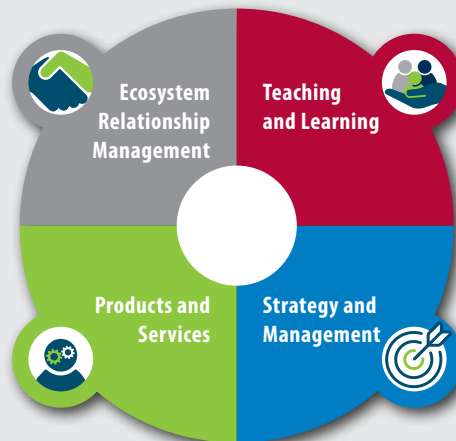 Ecosystem
Relationship
Management
Teaching
and Learning
Products and
Services
Strategy and
Management